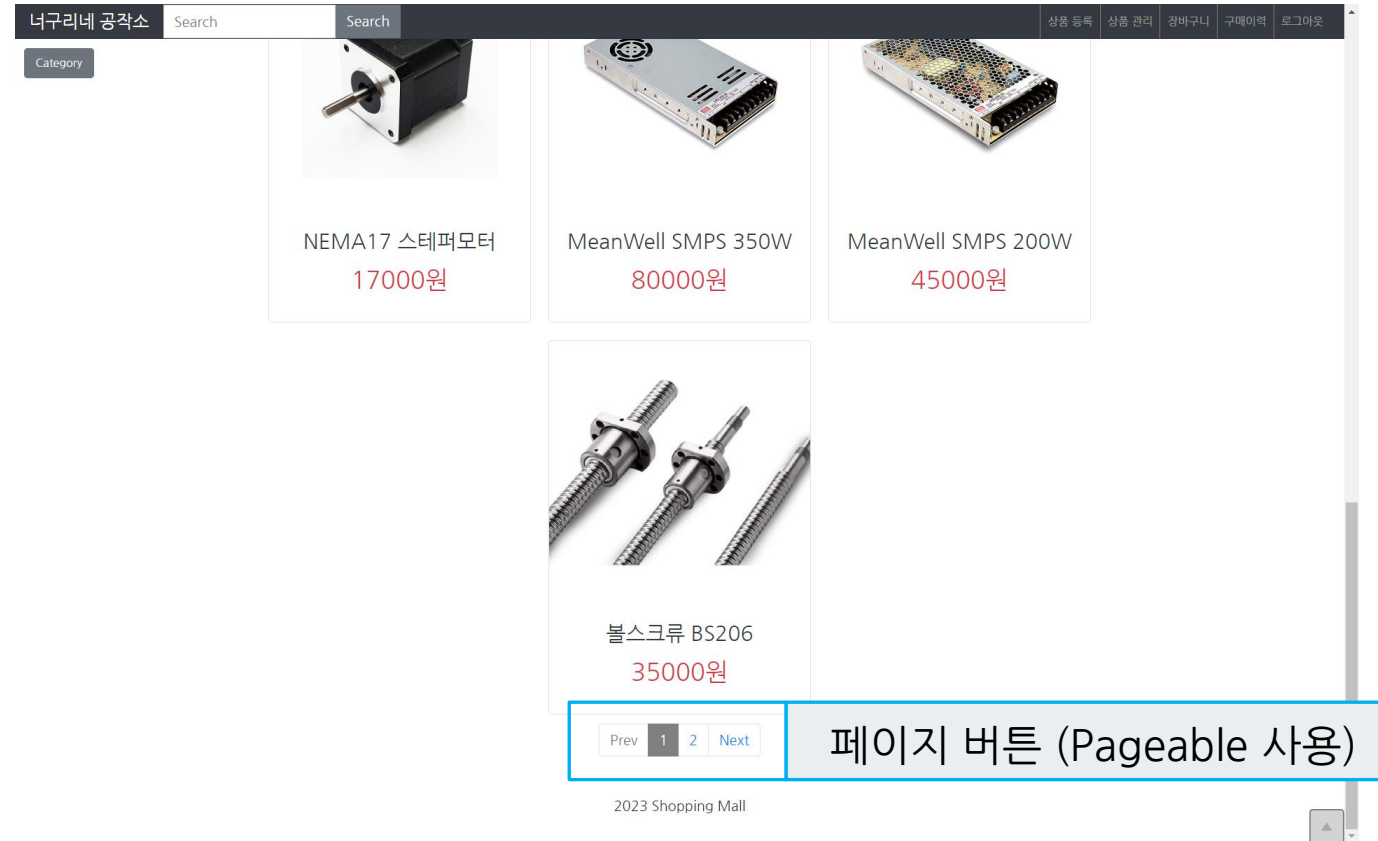 너구리네 공작소 Search Search 상품 등록 상품 관리 장바구니 구매이력 로그아웃
Category
NEMA17 스테퍼모터 MeanWell SMPS 350W MeanWell SMPS 200W
17000원 80000원 45000원
볼스크류 BS206
35000원
Prev 1 2 Next
페이지 버튼 (Pageable 사용)
2023 Shopping Mall